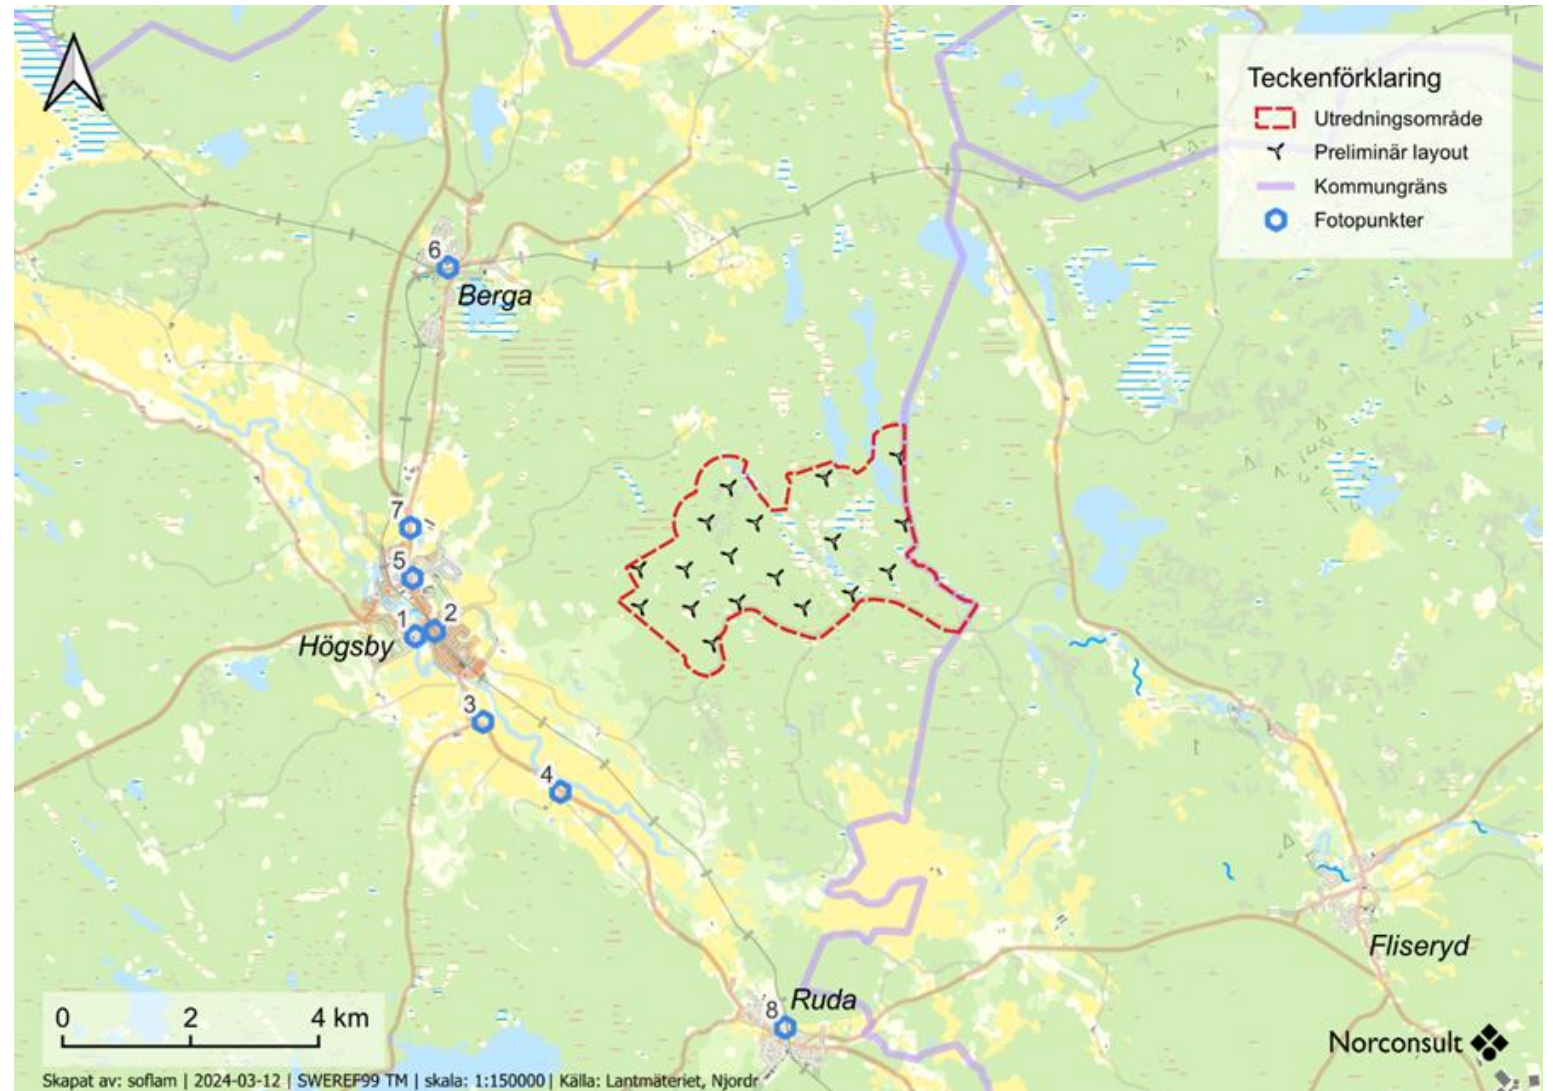 Teckenförklaring
Utredningsområde
Preliminär layout
Kommungräns
Fotopunkter
6
Berga
7
5
1
2
Högsby
3
4
Fliseryd
8
Ruda
0 2 4 km
Norconsult
Skapat av: soflam | 2024-03-12 | SWEREF99 TM | skala: 1:150000 | Källa: Lantmäteriet, Njordr